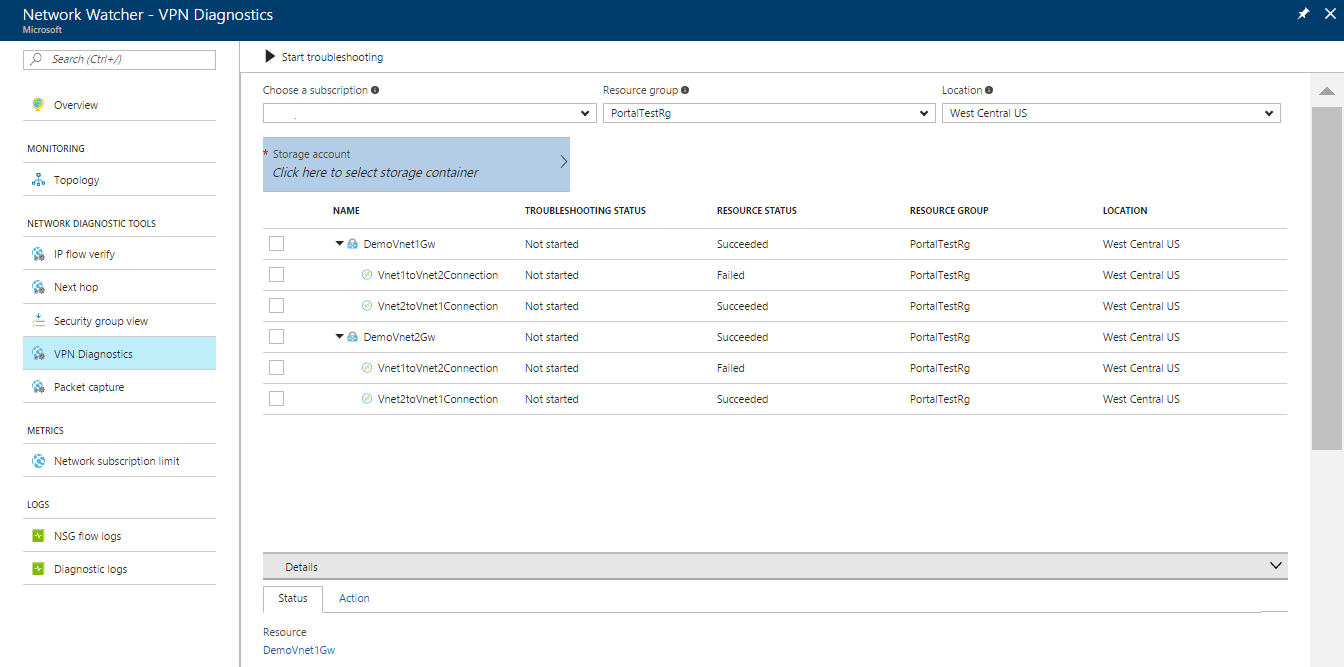 Network Watcher - VPN Diagnostics
Microsoft
Search (Ctrl+/)
Overview
MONITORING
Topology
NETWORK DIAGNOSTIC TOOLS
IP flow verify
Next hop
Security group view
VPN Diagnostics
Packet capture
METRICS
Network subscription limit
LOGS
NSG flow logs
Diagnostic logs
Start troubleshooting
Choose a subscription Resource group Location
PortalTestRg West Central US
* Storage account
Click here to select storage container
NAME TROUBLESHOOTING STATUS RESOURCE STATUS RESOURCE GROUP LOCATION
DemoVnet1Gw Not started Succeeded PortalTestRg West Central US
Vnet1toVnet2Connection Not started Failed PortalTestRg West Central US
Vnet2toVnet1Connection Not started Succeeded PortalTestRg West Central US
DemoVnet2Gw Not started Succeeded PortalTestRg West Central US
Vnet1toVnet2Connection Not started Failed PortalTestRg West Central US
Vnet2toVnet1Connection Not started Succeeded PortalTestRg West Central US
Details
Status Action
Resource
DemoVnet1Gw